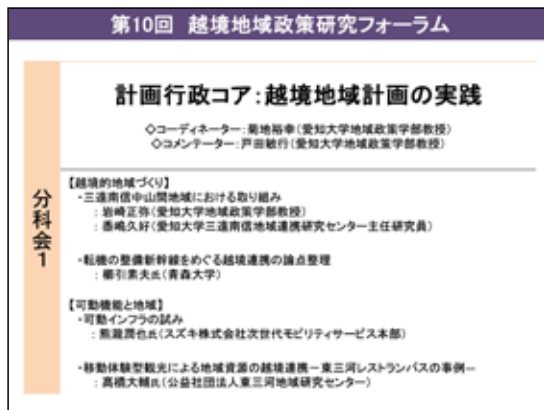 第10回 越境地域政策研究フォーラム
計画行政コア:越境地域計画の実践
◇コーディネーター:菊地裕幸(愛知大学地域政策学部教授)
◇コメンテーター:戸田敏行(愛知大学地域政策学部教授)
分科会1
【越境的地域づくり】
・三遠南信中山間地域における取り組み
:岩崎正弥(愛知大学地域政策学部教授)
:香嶋久好(愛知大学三遠南信地域連携研究センター主任研究員)
・転機の整備新幹線をめぐる越境連携の論点整理
:櫛引素夫氏(青森大学)
【可動機能と地域】
・可動インフラの試み
:熊瀧潤也氏(スズキ株式会社次世代モビリティサービス本部)
・移動体験型観光による地域資源の越境連携－東三河レストランバスの事例－
:髙橋大輔氏(公益社団法人東三河地域研究センター)